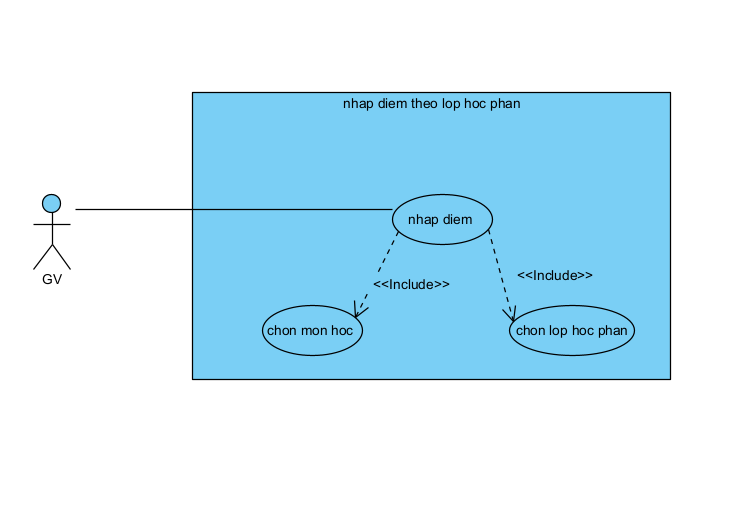 nhap diem theo lop hoc phan
nhap diem
<<Include>>
<<Include>>
GV
chon mon hoc
chon lop hoc phan